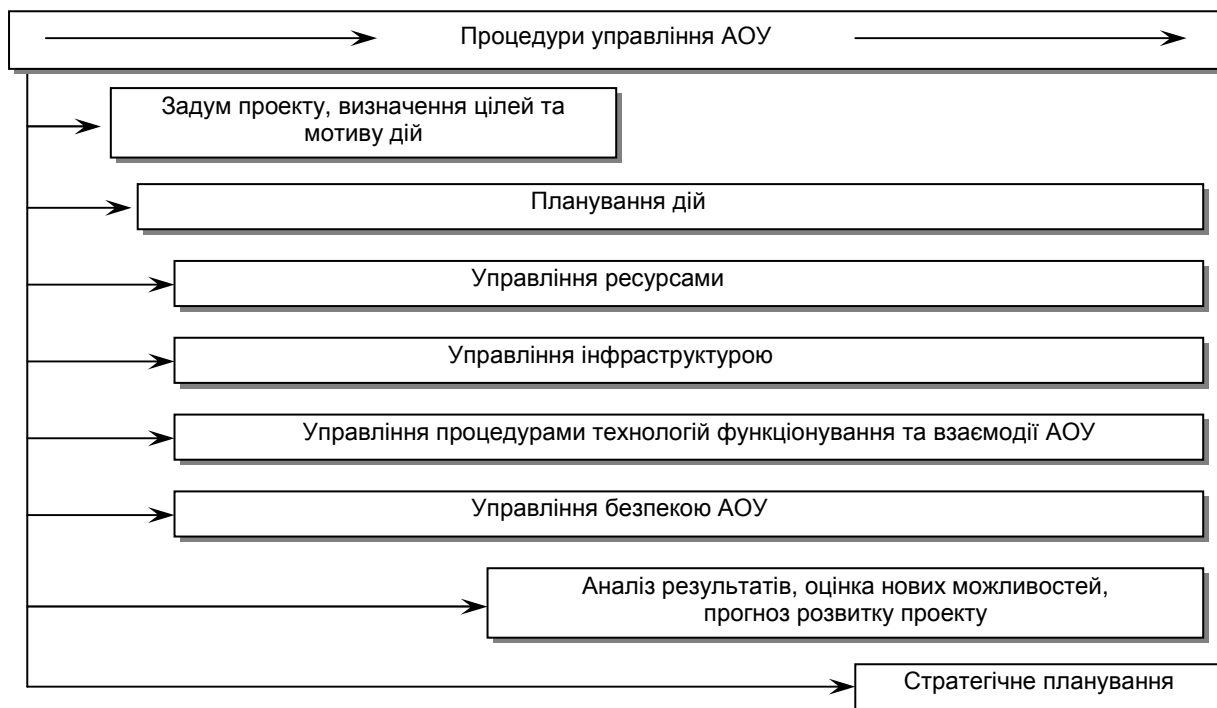 Процедури управління АОУ
Задум проекту, визначення цілей та
мотиву дій
Планування дій
Управління ресурсами
Управління інфраструктурою
Управління процедурами технологій функціонування та взаємодії АОУ
Управління безпекою АОУ
Аналіз результатів, оцінка нових можливостей,
прогноз розвитку проекту
Стратегічне планування